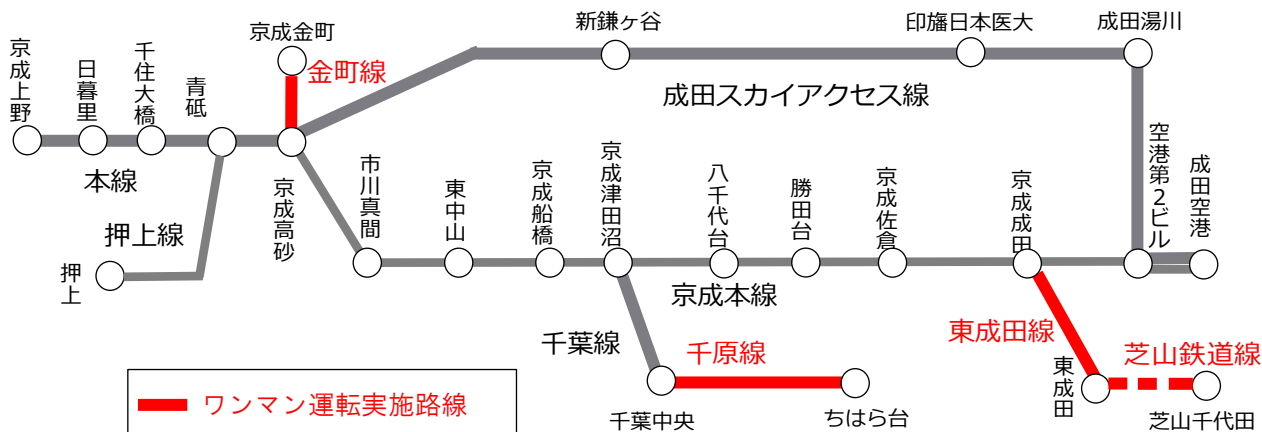 京成金町
新鎌ヶ谷
印旛日本医大
成田湯川
京成上野
日暮里
千住大橋
青砥
金町線
成田スカイアクセス線
本線
押上線
押上
京成高砂
市川真間
東中山
京成船橋
京成津田沼
八千代台
勝田台
京成佐倉
京成成田
空港第2ビル
成田空港
京成本線
千葉線
千原線
東成田線
芝山鉄道線
東成田
千葉中央
ちはら台
芝山千代田
ワンマン運転実施路線